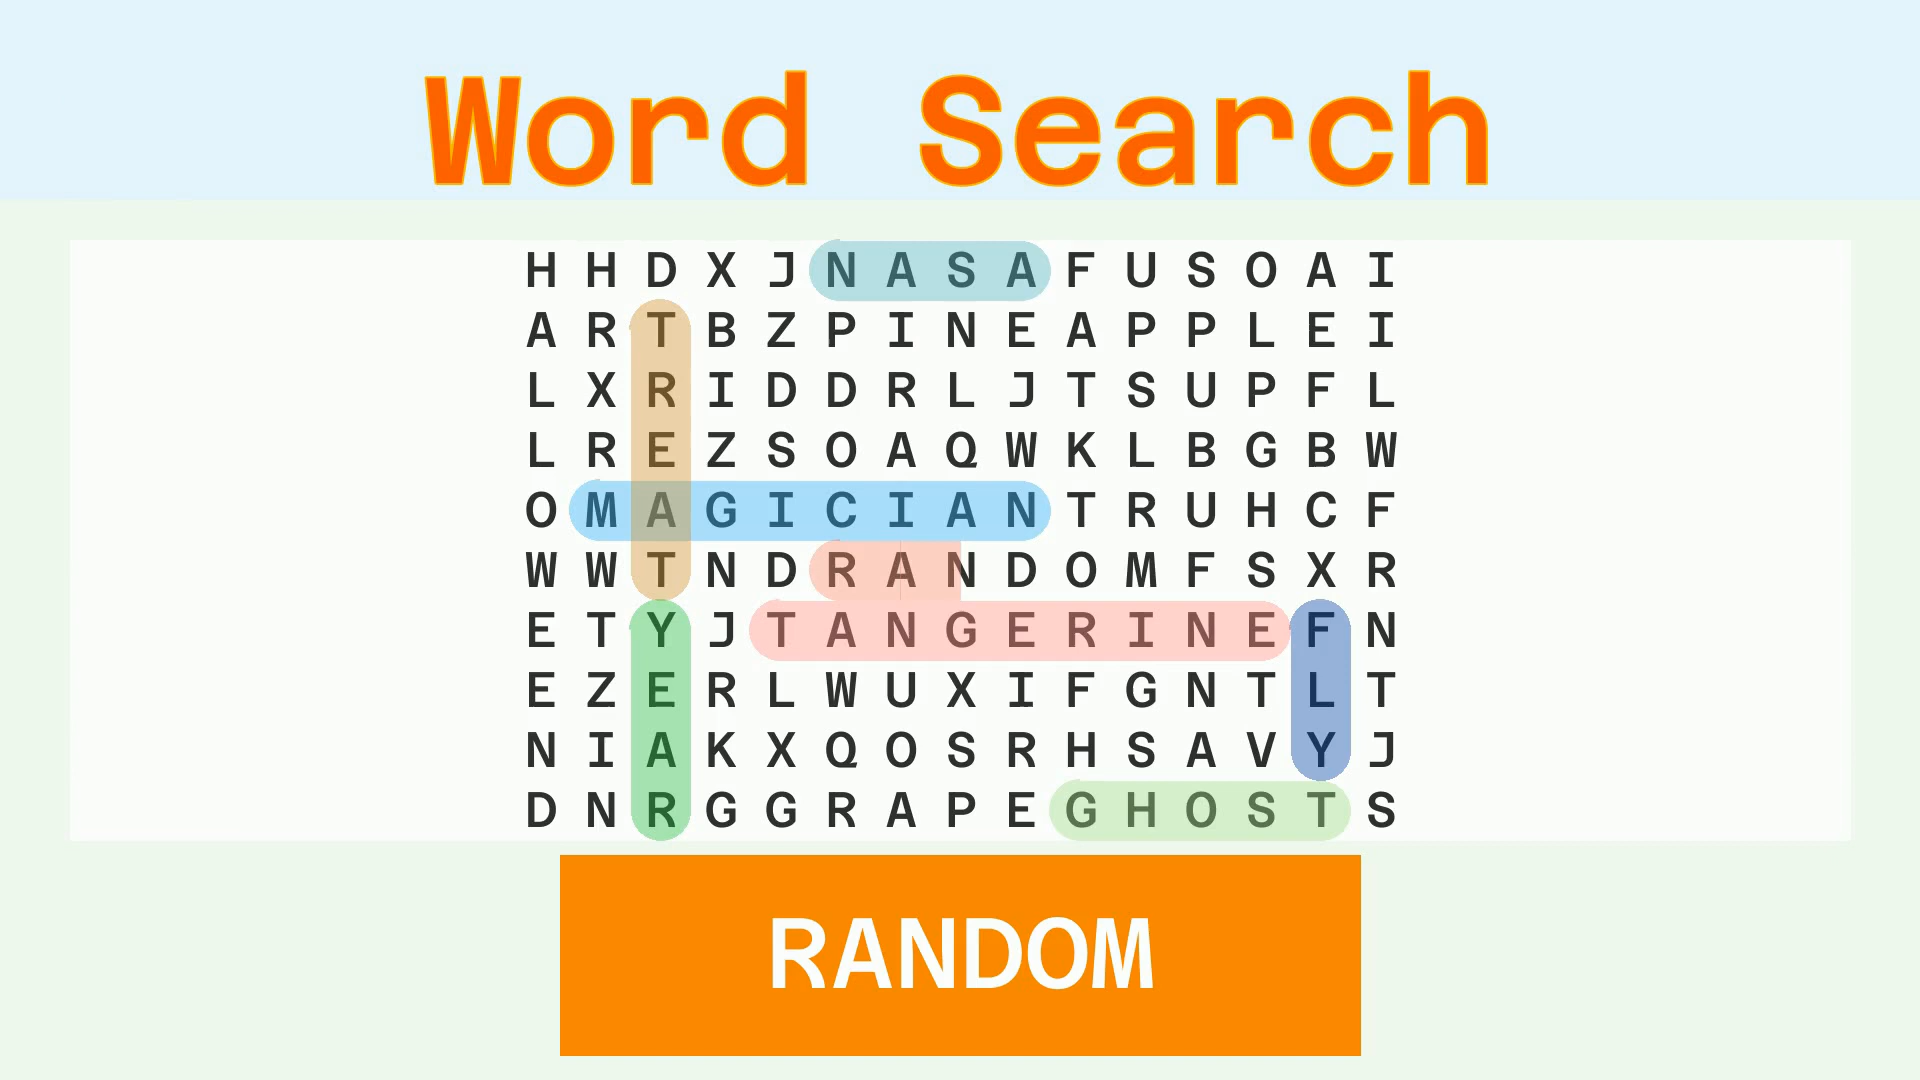 Word Search
H H D X J N A S A F U S O A I
A R T B Z P I N E A P P L E I
L X R I D D R L J T S U P F L
L R E Z S O A Q W K L B G B W
O M A G I C I A N T R U H C F
W W T N D R A N D O M F S X R
E T Y J T A N G E R I N E F N
E Z E R L W U X I F G N T L T
N I A K X Q O S R H S A V Y J
D N R G G R A P E G H O S T S
RANDOM